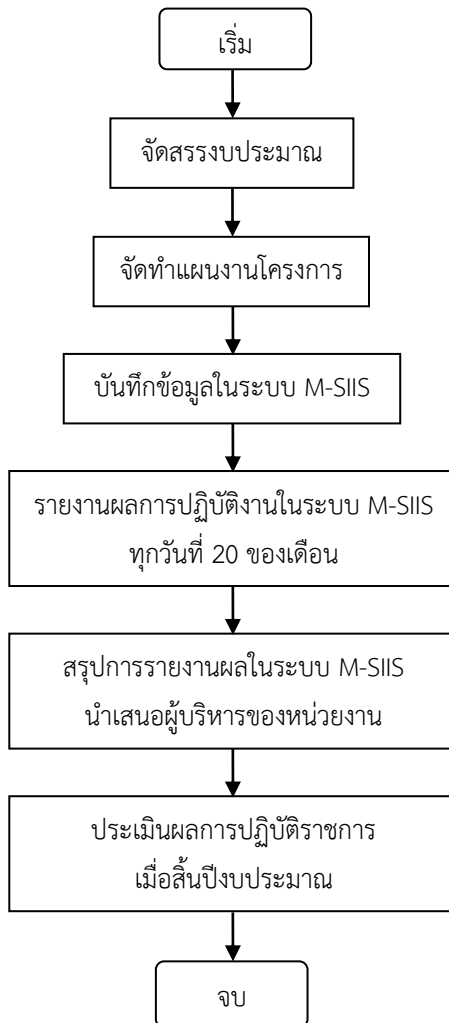 เริ่ม
จัดสรรงบประมาณ
จัดทำแผนงานโครงการ
บันทึกข้อมูลในระบบ M-SIIS
รายงานผลการปฏิบัติงานในระบบ M-SIIS
ทุกวันที่ 20 ของเดือน
สรุปการรายงานผลในระบบ M-SIIS
นำเสนอผู้บริหารของหน่วยงาน
ประเมินผลการปฏิบัติราชการ
เมื่อสิ้นปีงบประมาณ
จบ